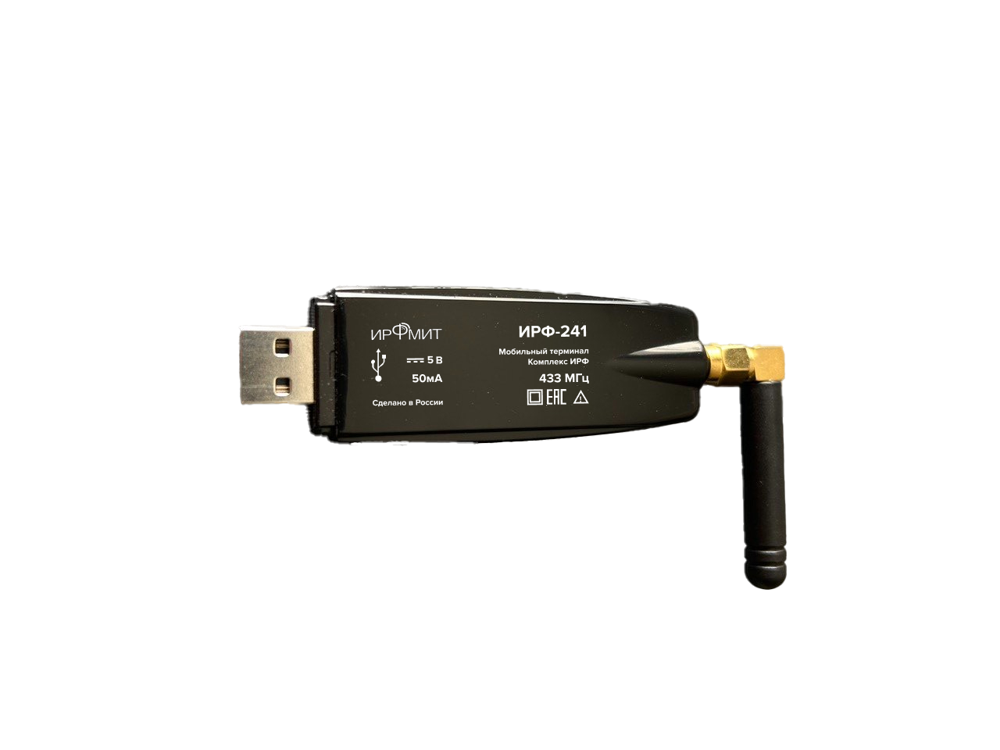 ИРФМИТ
5 В
50мА
Сделано в России
ИРФ-241
Мобильный терминал
Комплекс ИРФ
433 МГц
ЕАС